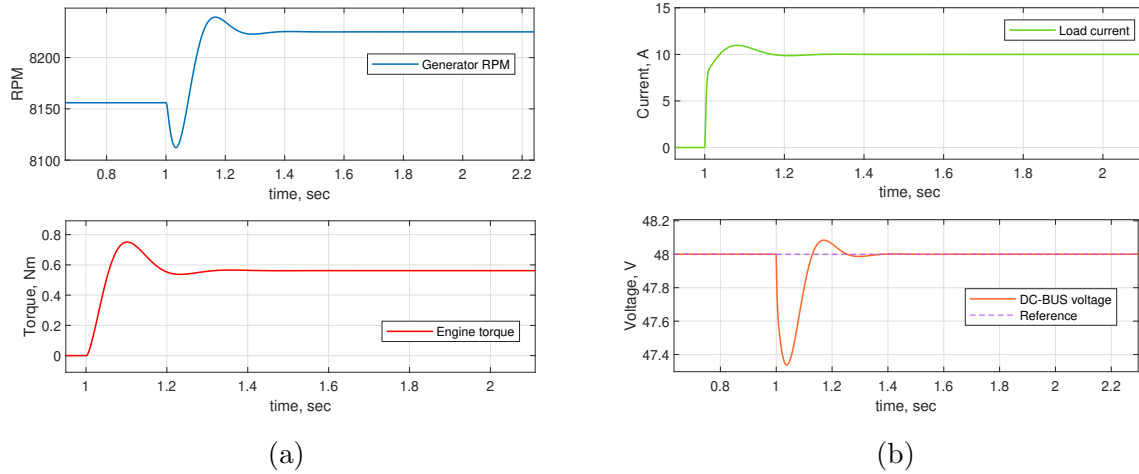 8200
8150
8100
RPM
Generator RPM
0.8 1 1.2 1.4 1.6 1.8 2 2.2
time, sec
0.8
0.6
0.4
0.2
0
Torque, Nm
Engine torque
1 1.2 1.4 1.6 1.8 2
time, sec
(a)
15
10
5
0
Current, A
Load current
1 1.2 1.4 1.6 1.8 2
time, sec
48.2
48
47.8
47.6
47.4
Voltage, V
DC-BUS voltage
Reference
0.8 1 1.2 1.4 1.6 1.8 2 2.2
time, sec
(b)